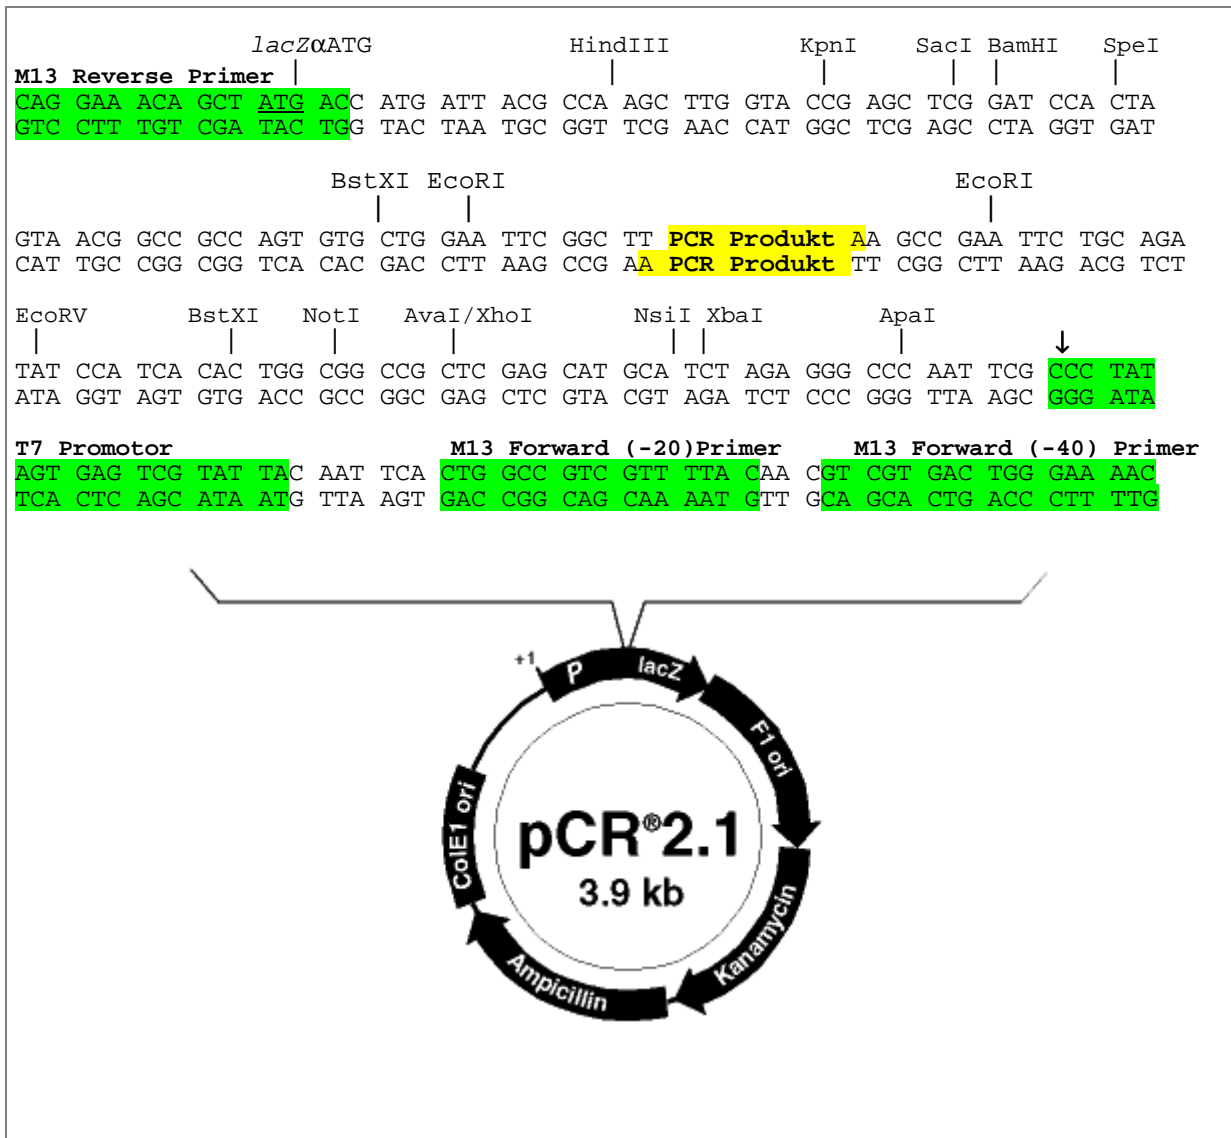 lacZαATG HindIII KpnI SacI BamHI SpeI
M13 Reverse Primer
CAG GAA ACA GCT ATG ACC ATG ATT ACG CCA AGC TTG GTA CCG AGC TCG GAT CCA CTA
GTC CTT TGT CGA TAC TGG TAC TAA TGC GGT TCG AAC CAT GGC TCG AGC CTA GGT GAT
BstXI EcoRI EcoRI
GTA ACG GCC GCC AGT GTG CTG GAA TTC GGC TT PCR Produkt AA GCC GAA TTC TGC AGA
CAT TGC CGG CGG TCA CAC GAC CTT AAG CCG AA PCR Produkt TT CGG CTT AAG ACG TCT
EcoRV BstXI NotI AvaI/XhoI NsiI XbaI ApaI
↓
TAT CCA TCA CAC TGG CGG CCG CTC GAG CAT GCA TCT AGA GGG CCC AAT TCG CCC TAT
ATA GGT AGT GTG ACC GCC GGC GAG CTC GTA CGT AGA TCT CCC GGG TTA AGC GGG ATA
T7 Promotor M13 Forward (-20)Primer M13 Forward (-40) Primer
AGT GAG TCG TAT TAC AAT TCA CTG GCC GTC GTT TTA CAA CGT CGT GAC TGG GAA AAC
TCA CTC AGC ATA ATG TTA AGT GAC CGG CAG CAA AAT GTT GCA GCA CTG ACC CTT TTG
+1 P lacZ
F1 ori
ColE1 ori
pCR®2.1
3.9 kb
Kanamycin
Ampicillin